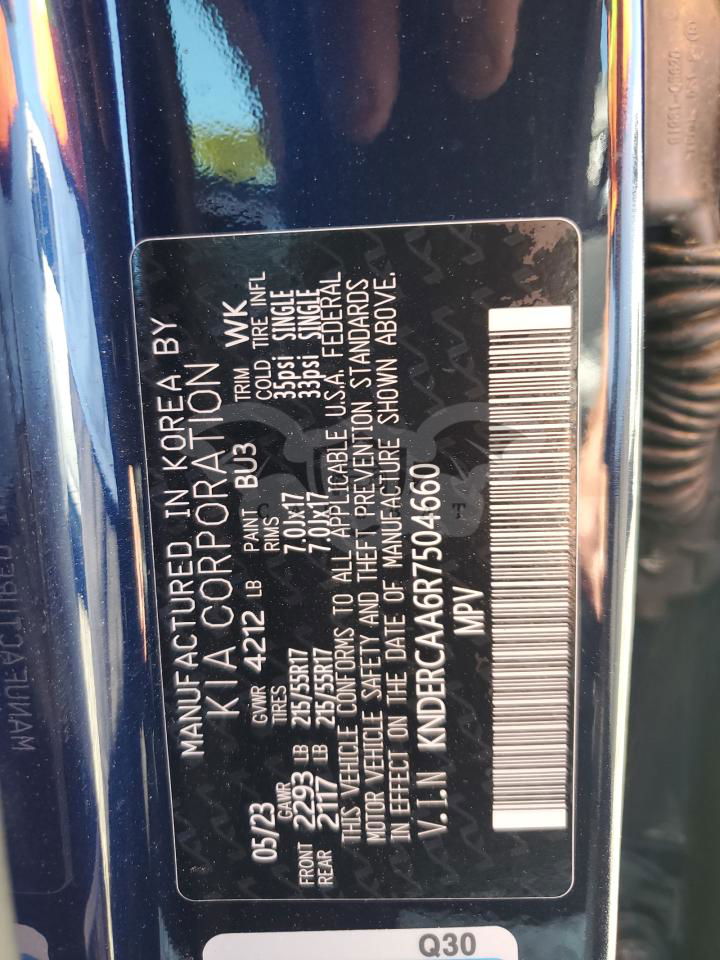 MANUFACTURED IN KOREA BY
KIA CORPORATION
05/23 GVWR 4212 LB PAINT BU3 TRIM WK
GAWR TIRES RIMS COLD TIRE INFL
FRONT 2293 LB 215/55R17 7.0Jx17 35psi SINGLE
REAR 2117 LB 215/55R17 7.0Jx17 33psi SINGLE
THIS VEHICLE CONFORMS TO ALL APPLICABLE U.S.A. FEDERAL
MOTOR VEHICLE SAFETY AND THEFT PREVENTION STANDARDS
IN EFFECT ON THE DATE OF MANUFACTURE SHOWN ABOVE.
V.I.N KNDERCAA6R7504660
MPV
Q30